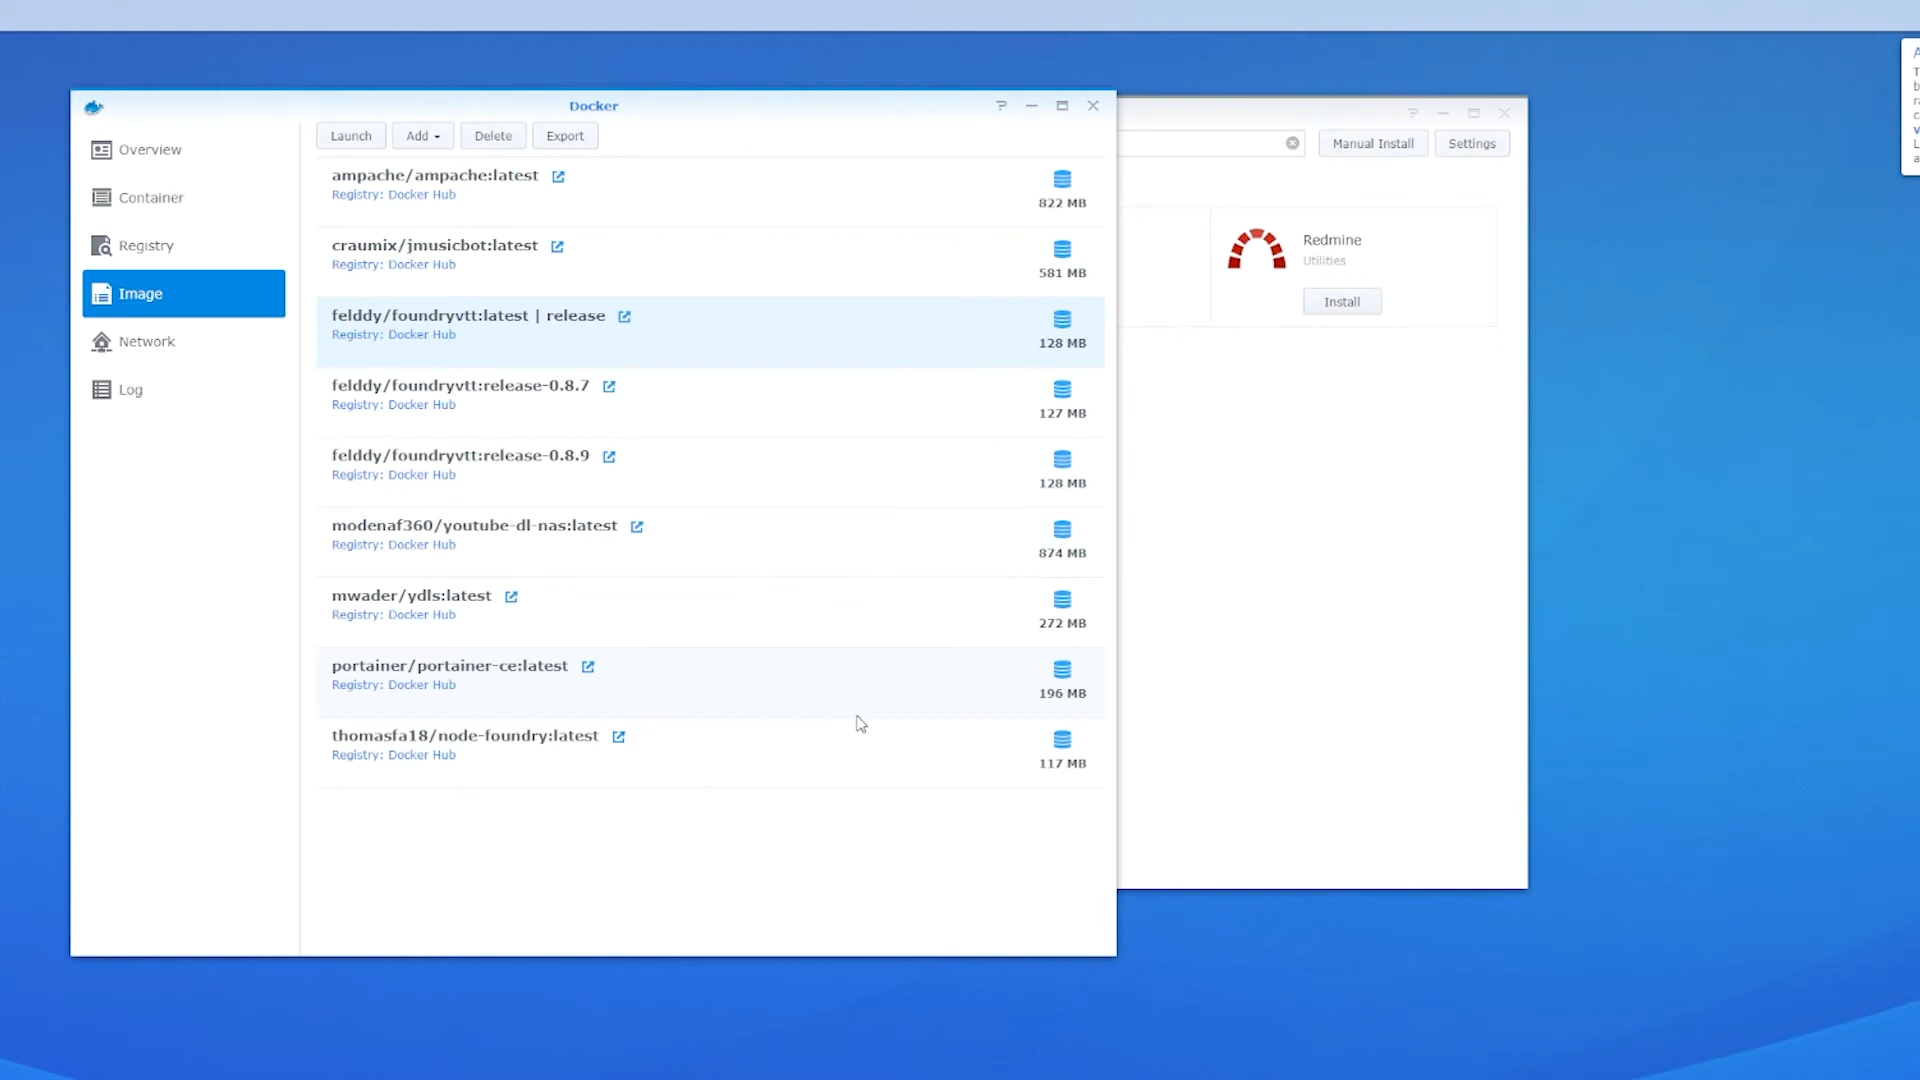 Docker
Overview
Container
Registry
Image
Network
Log
Launch
Add
Delete
Export
ampache/ampache:latest
Registry: Docker Hub
822 MB
craumix/jmusicbot:latest
Registry: Docker Hub
581 MB
felddy/foundryvtt:latest | release
Registry: Docker Hub
128 MB
felddy/foundryvtt:release-0.8.7
Registry: Docker Hub
127 MB
felddy/foundryvtt:release-0.8.9
Registry: Docker Hub
128 MB
modenaf360/youtube-dl-nas:latest
Registry: Docker Hub
874 MB
mwader/ydls:latest
Registry: Docker Hub
272 MB
portainer/portainer-ce:latest
Registry: Docker Hub
196 MB
thomasfa18/node-foundry:latest
Registry: Docker Hub
117 MB
Manual Install
Settings
Redmine
Utilities
Install